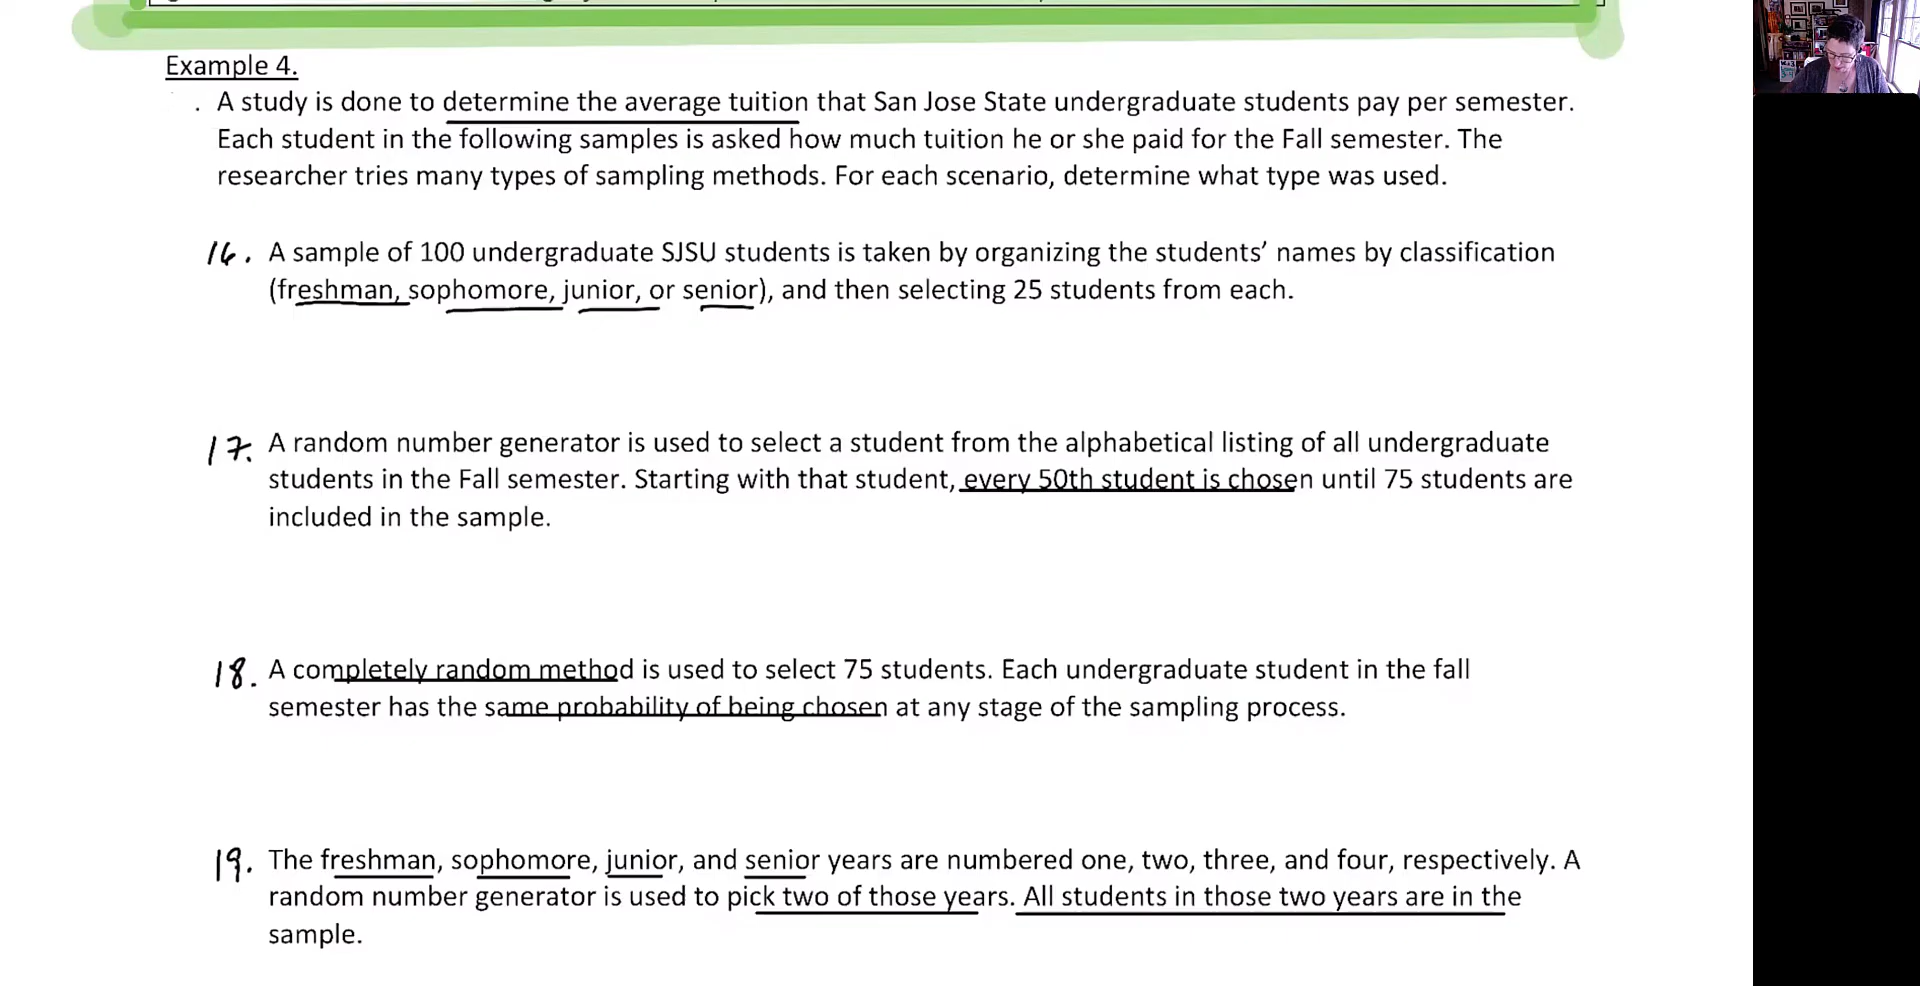 Example 4.
. A study is done to determine the average tuition that San Jose State undergraduate students pay per semester.
Each student in the following samples is asked how much tuition he or she paid for the Fall semester. The
researcher tries many types of sampling methods. For each scenario, determine what type was used.
16. A sample of 100 undergraduate SJSU students is taken by organizing the students’ names by classification
(freshman, sophomore, junior, or senior), and then selecting 25 students from each.
17. A random number generator is used to select a student from the alphabetical listing of all undergraduate
students in the Fall semester. Starting with that student, every 50th student is chosen until 75 students are
included in the sample.
18. A completely random method is used to select 75 students. Each undergraduate student in the fall
semester has the same probability of being chosen at any stage of the sampling process.
19. The freshman, sophomore, junior, and senior years are numbered one, two, three, and four, respectively. A
random number generator is used to pick two of those years. All students in those two years are in the
sample.